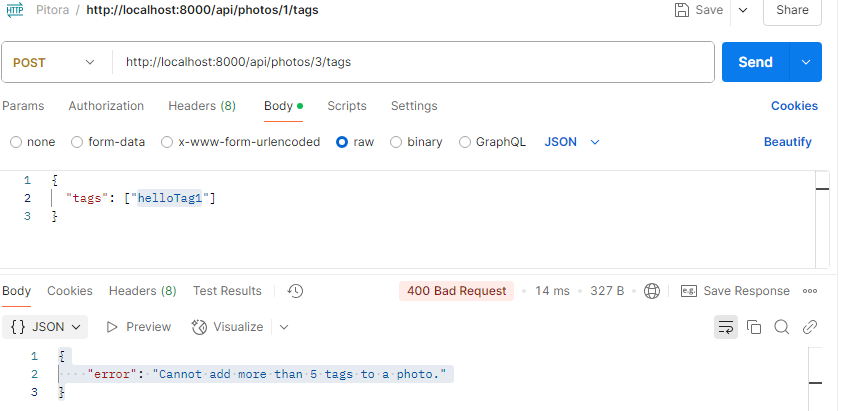 HTTP Pitora / http://localhost:8000/api/photos/1/tags Save Share
POST http://localhost:8000/api/photos/3/tags Send
Params Authorization Headers (8) Body Scripts Settings Cookies
none form-data x-www-form-urlencoded raw binary GraphQL JSON Beautify
1 {
2 "tags": ["helloTag1"]
3 }
Body Cookies Headers (8) Test Results 400 Bad Request 14 ms 327 B e.g. Save Response
{} JSON Preview Visualize
1 {
2 "error": "Cannot add more than 5 tags to a photo."
3 }